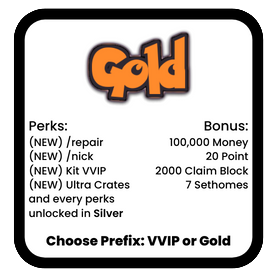 Gold
Perks:
(NEW) /repair
(NEW) /nick
(NEW) Kit VVIP
(NEW) Ultra Crates
and every perks
unlocked in Silver
Bonus:
100,000 Money
20 Point
2000 Claim Block
7 Sethomes
Choose Prefix: VVIP or Gold